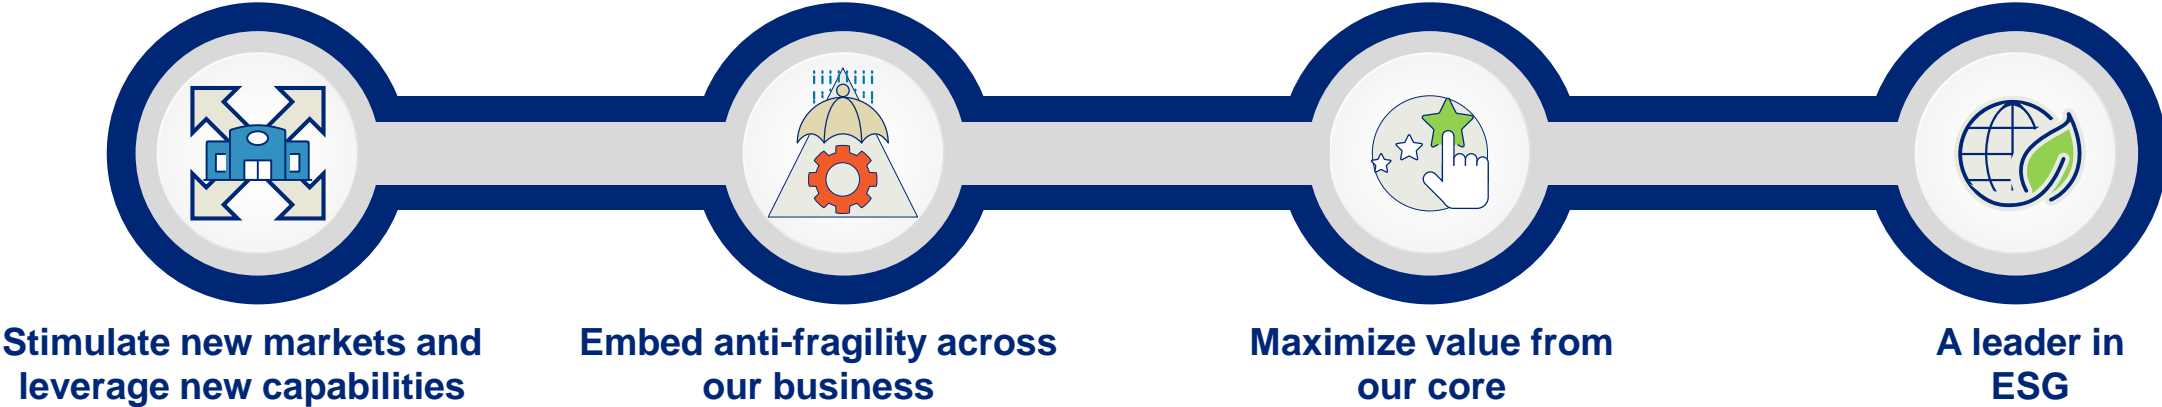 Stimulate new markets and
leverage new capabilities
Embed anti-fragility across
our business
Maximize value from
our core
A leader in
ESG